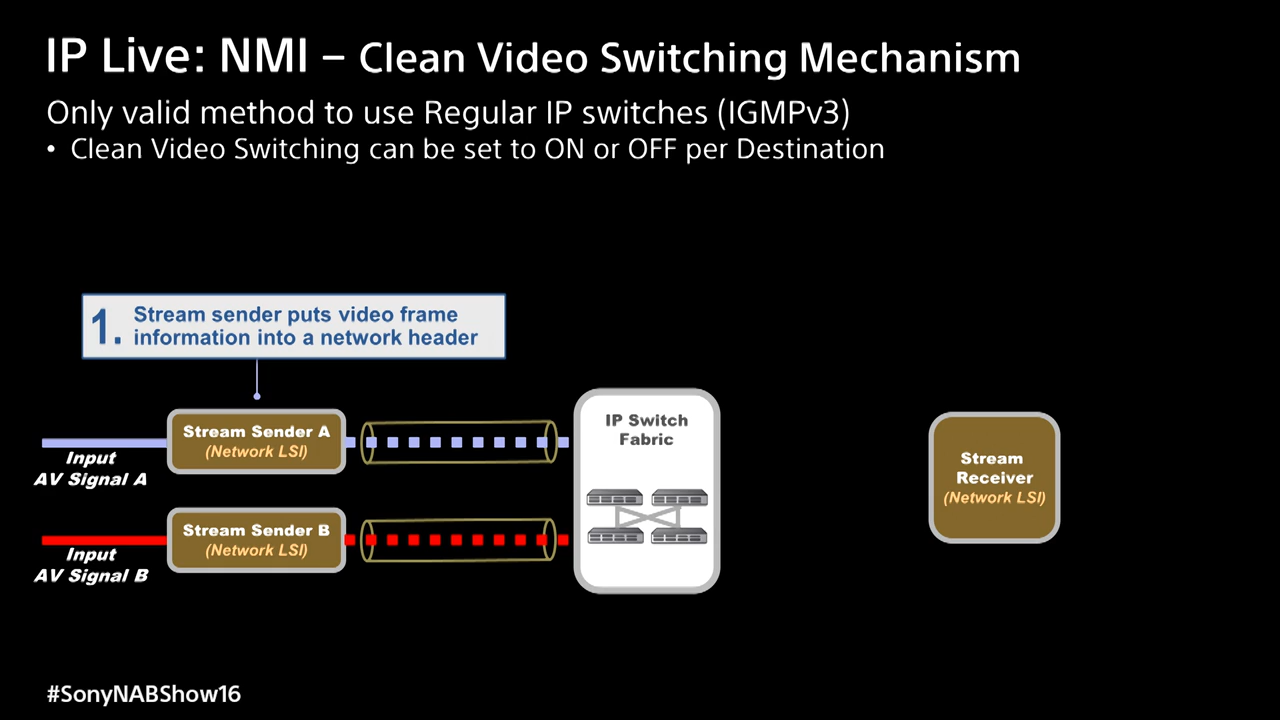 IP Live: NMI – Clean Video Switching Mechanism
Only valid method to use Regular IP switches (IGMPv3)
• Clean Video Switching can be set to ON or OFF per Destination
1. Stream sender puts video frame
information into a network header
Stream Sender A
(Network LSI)
Input
AV Signal A
Stream Sender B
(Network LSI)
Input
AV Signal B
IP Switch
Fabric
Stream
Receiver
(Network LSI)
#SonyNABShow16